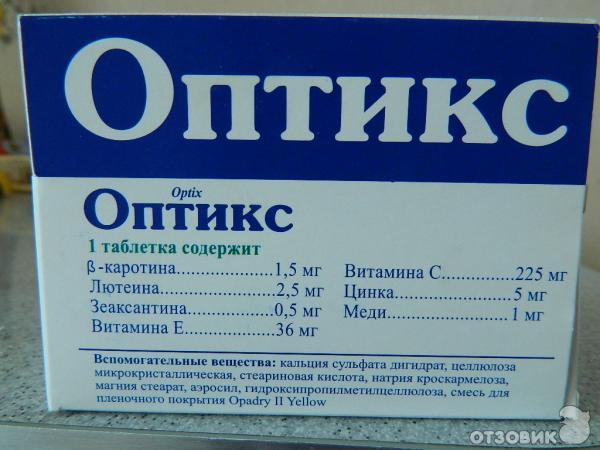 Оптикс
Optix
Оптикс
1 таблетка содержит
β-каротина.....................1,5 мг
Лютеина.........................2,5 мг
Зеаксантина...................0,5 мг
Витамина Е....................36 мг
Витамина С..............225 мг
Цинка.........................5 мг
Меди..........................1 мг
Вспомогательные вещества: кальция сульфата дигидрат, целлюлоза
микрокристаллическая, стеариновая кислота, натрия кроскармелоза,
магния стеарат, аэросил, гидроксипропилметилцеллюлоза, смесь для
пленочного покрытия Opadry II Yellow
ОТЗОВИК